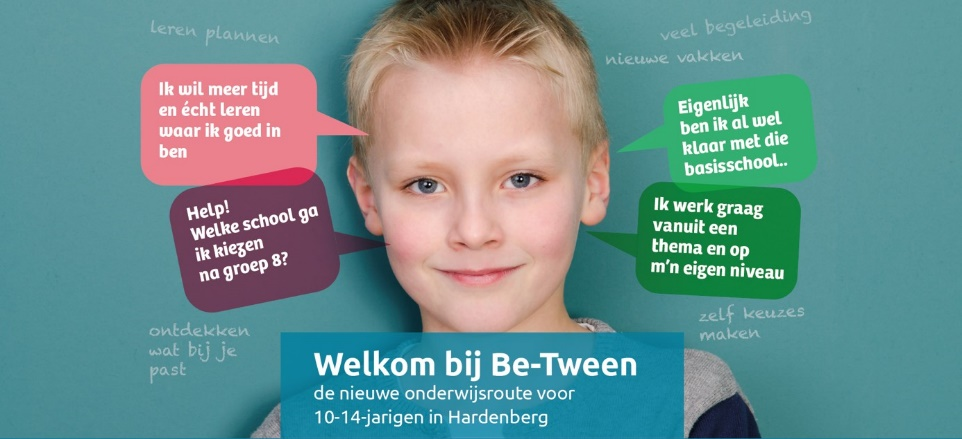 leren plannen
veel begeleiding
nieuwe vakken
Ik wil meer tijd
en écht leren
waar ik goed in
ben
Eigenlijk
ben ik al wel
klaar met die
basisschool..
Help!
Welke school ga
ik kiezen
na groep 8?
Ik werk graag
vanuit een
thema en op
m'n eigen niveau
ontdekken
wat bij je
past
zelf keuzes
maken
Welkom bij Be-Tween
de nieuwe onderwijsroute voor
10-14-jarigen in Hardenberg